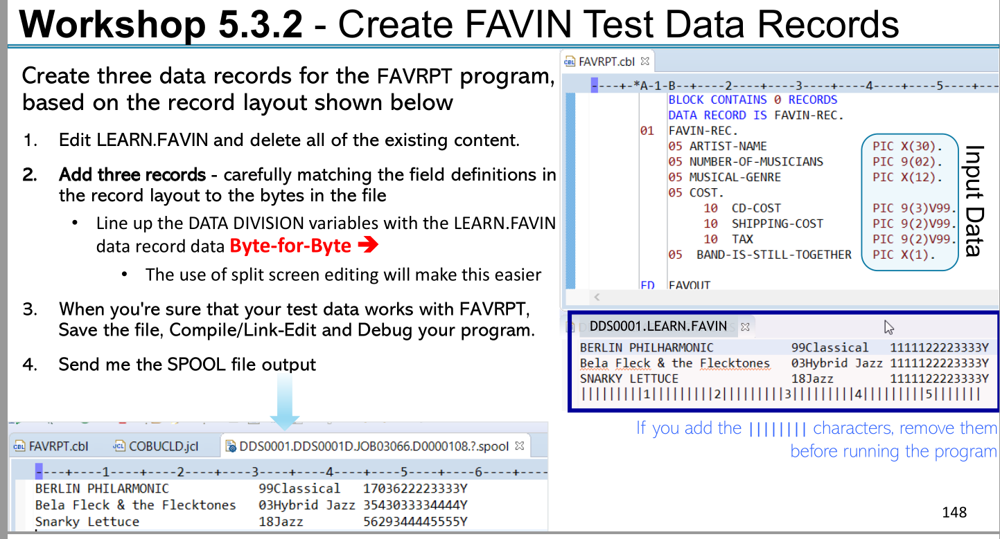 Workshop 5.3.2 - Create FAVIN Test Data Records
Create three data records for the FAVRPT program,
based on the record layout shown below
1. Edit LEARN.FAVIN and delete all of the existing content.
2. Add three records - carefully matching the field definitions in
the record layout to the bytes in the file
• Line up the DATA DIVISION variables with the LEARN.FAVIN
data record data Byte-for-Byte ➔
• The use of split screen editing will make this easier
3. When you're sure that your test data works with FAVRPT,
Save the file, Compile/Link-Edit and Debug your program.
4. Send me the SPOOL file output
FAVRPT.cbl
----+-*A-1-B--+----2----+----3----+----4----+----5----+---
BLOCK CONTAINS 0 RECORDS
DATA RECORD IS FAVIN-REC.
01 FAVIN-REC.
05 ARTIST-NAME PIC X(30).
05 NUMBER-OF-MUSICIANS PIC 9(02).
05 MUSICAL-GENRE PIC X(12).
05 COST.
10 CD-COST PIC 9(3)V99.
10 SHIPPING-COST PIC 9(2)V99.
10 TAX PIC 9(2)V99.
05 BAND-IS-STILL-TOGETHER PIC X(1).
FD FAVOUT
Input Data
DDS0001.LEARN.FAVIN
BERLIN PHILHARMONIC 99Classical 1111122223333Y
Bela Fleck & the Flecktones 03Hybrid Jazz 1111122223333Y
SNARKY LETTUCE 18Jazz 1111122223333Y
|||||||||1|||||||||2|||||||||3|||||||||4|||||||||5|||||||
If you add the |||||||| characters, remove them
before running the program
FAVRPT.cbl COBUCLD.jcl DDS0001.DDS0001D.JOB03066.D0000108.?.spool
----+----1----+----2----+----3----+----4----+----5----+----6----+----
BERLIN PHILARMONIC 99Classical 1703622223333Y
Bela Fleck & the Flecktones 03Hybrid Jazz 3543033334444Y
Snarky Lettuce 18Jazz 5629344445555Y
148